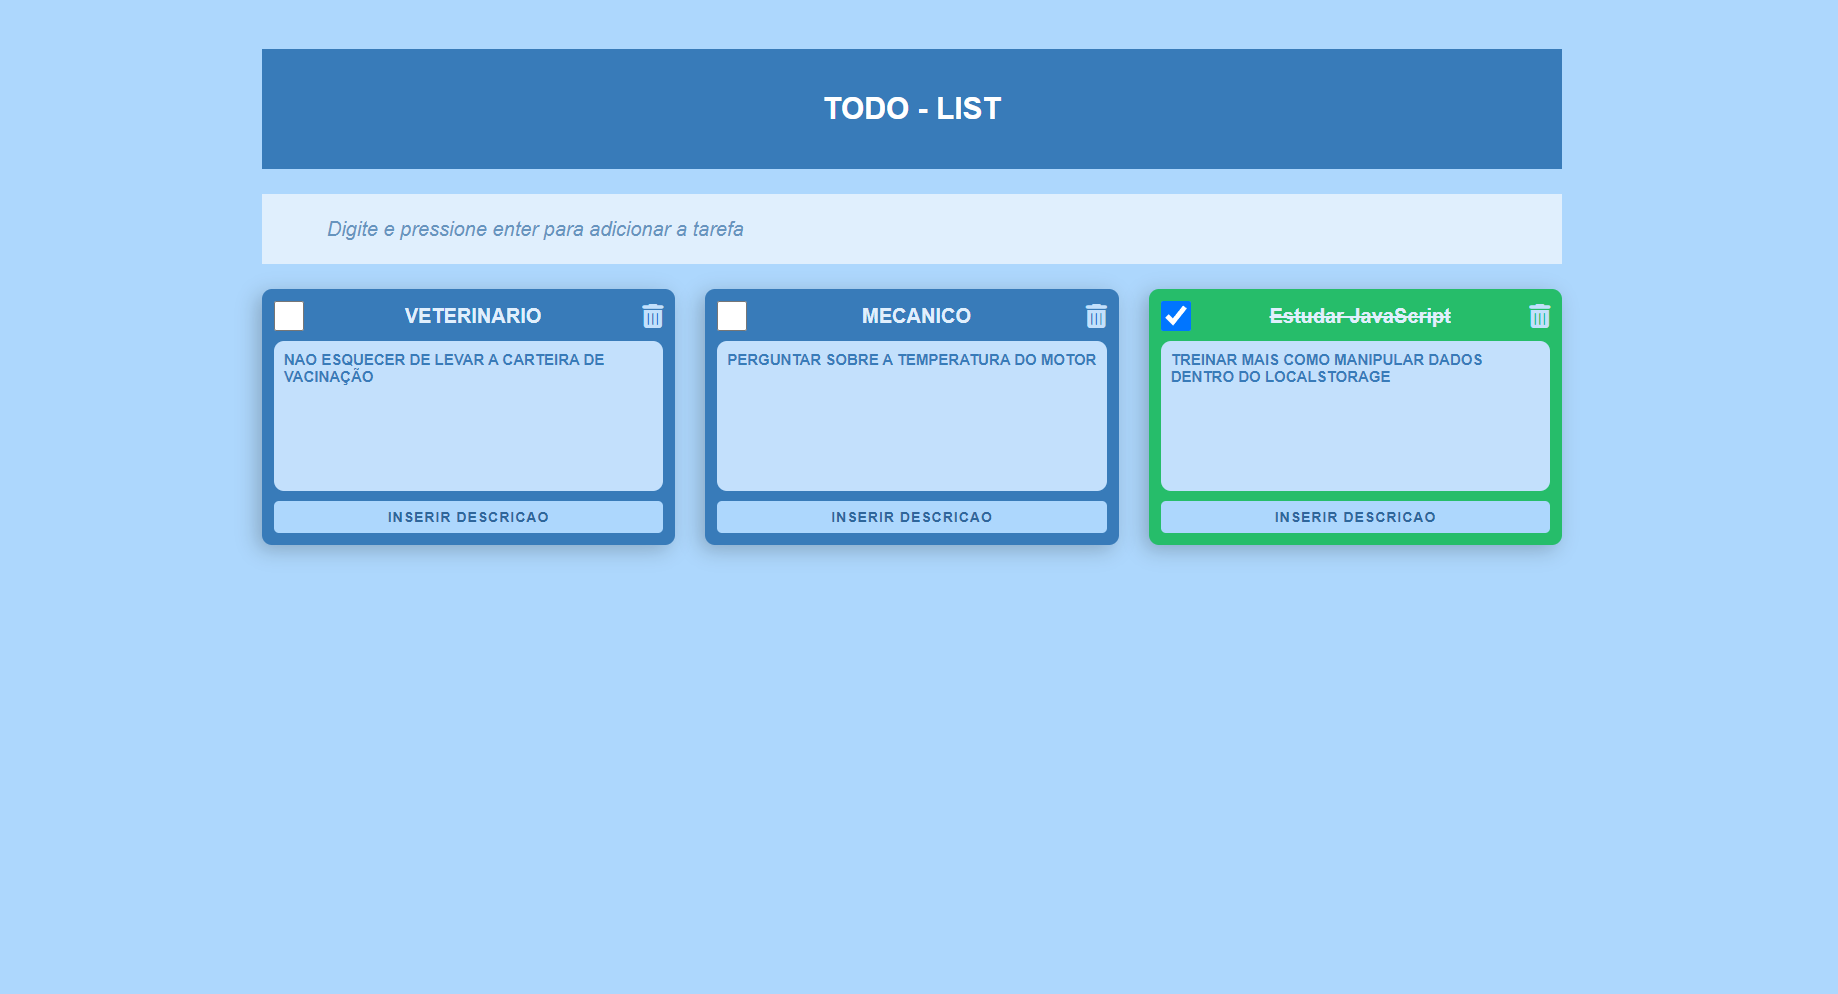 TODO - LIST
Digite e pressione enter para adicionar a tarefa
VETERINARIO
NAO ESQUECER DE LEVAR A CARTEIRA DE
VACINAÇÃO
INSERIR DESCRICAO
MECANICO
PERGUNTAR SOBRE A TEMPERATURA DO MOTOR
INSERIR DESCRICAO
Estudar JavaScript
TREINAR MAIS COMO MANIPULAR DADOS
DENTRO DO LOCALSTORAGE
INSERIR DESCRICAO